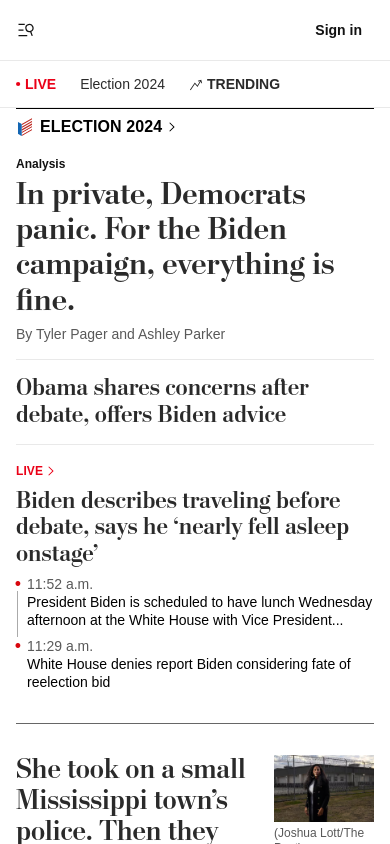 Sign in
LIVE
Election 2024
TRENDING
ELECTION 2024
Analysis
In private, Democrats
panic. For the Biden
campaign, everything is
fine.
By Tyler Pager and Ashley Parker
Obama shares concerns after
debate, offers Biden advice
LIVE
Biden describes traveling before
debate, says he ‘nearly fell asleep
onstage’
11:52 a.m.
President Biden is scheduled to have lunch Wednesday
afternoon at the White House with Vice President...
11:29 a.m.
White House denies report Biden considering fate of
reelection bid
She took on a small
Mississippi town’s
police. Then they
(Joshua Lott/The